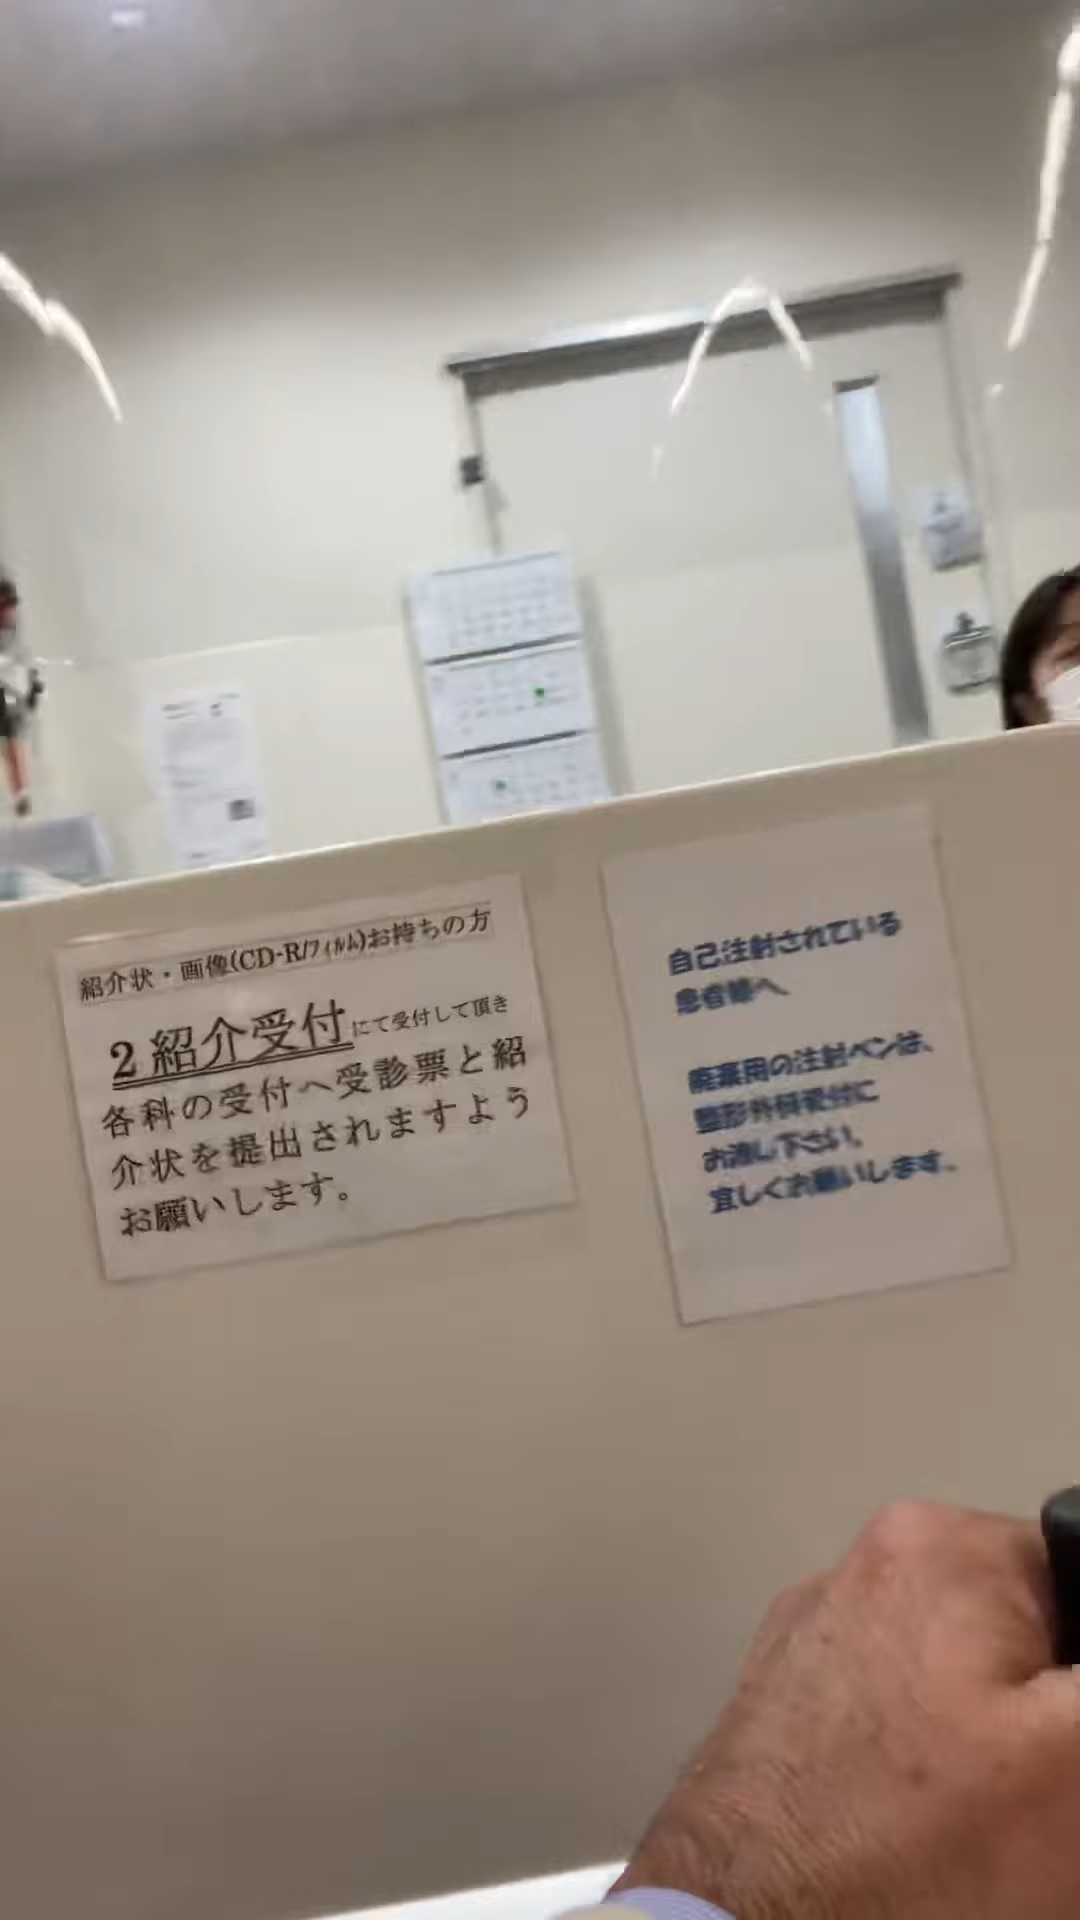 紹介状・画像(CD-R/フィルム)お持ちの方
2 紹介受付にて受付して頂き
各科の受付へ受診票と紹
介状を提出されますよう
お願いします。
自己注射されている
患者様へ
廃棄用の注射ペンは、
整形外科受付に
お渡し下さい。
宜しくお願いします。